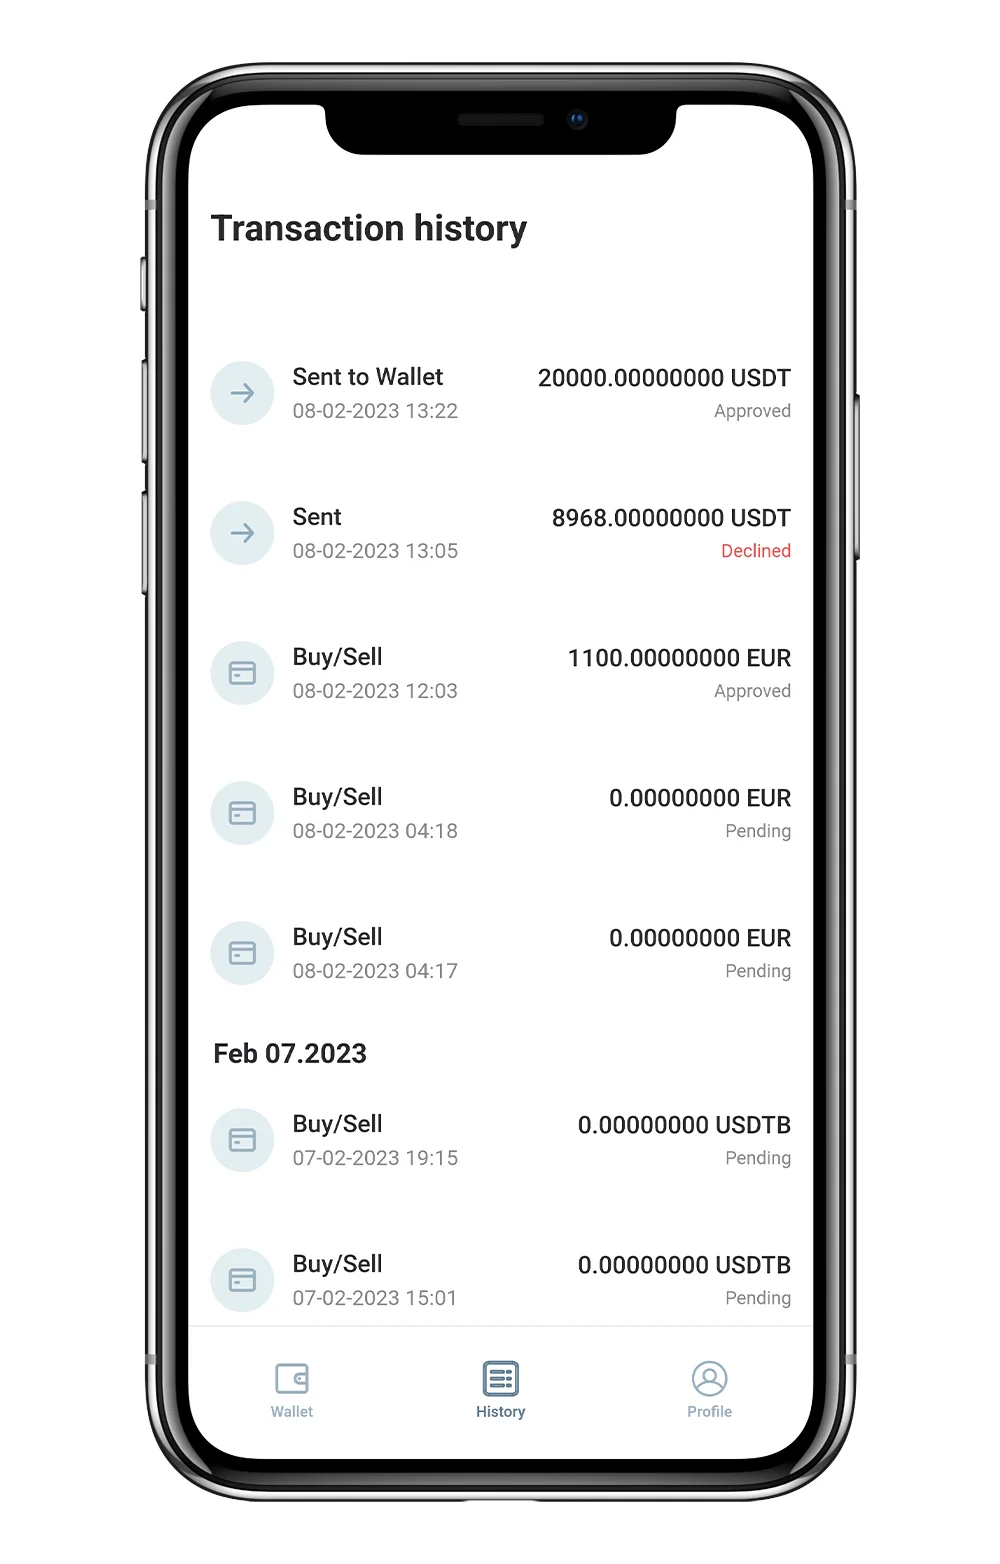 Transaction history
Sent to Wallet 20000.00000000 USDT
08-02-2023 13:22 Approved
Sent 8968.00000000 USDT
08-02-2023 13:05 Declined
Buy/Sell 1100.00000000 EUR
08-02-2023 12:03 Approved
Buy/Sell 0.00000000 EUR
08-02-2023 04:18 Pending
Buy/Sell 0.00000000 EUR
08-02-2023 04:17 Pending
Feb 07.2023
Buy/Sell 0.00000000 USDTB
07-02-2023 19:15 Pending
Buy/Sell 0.00000000 USDTB
07-02-2023 15:01 Pending
Wallet History Profile